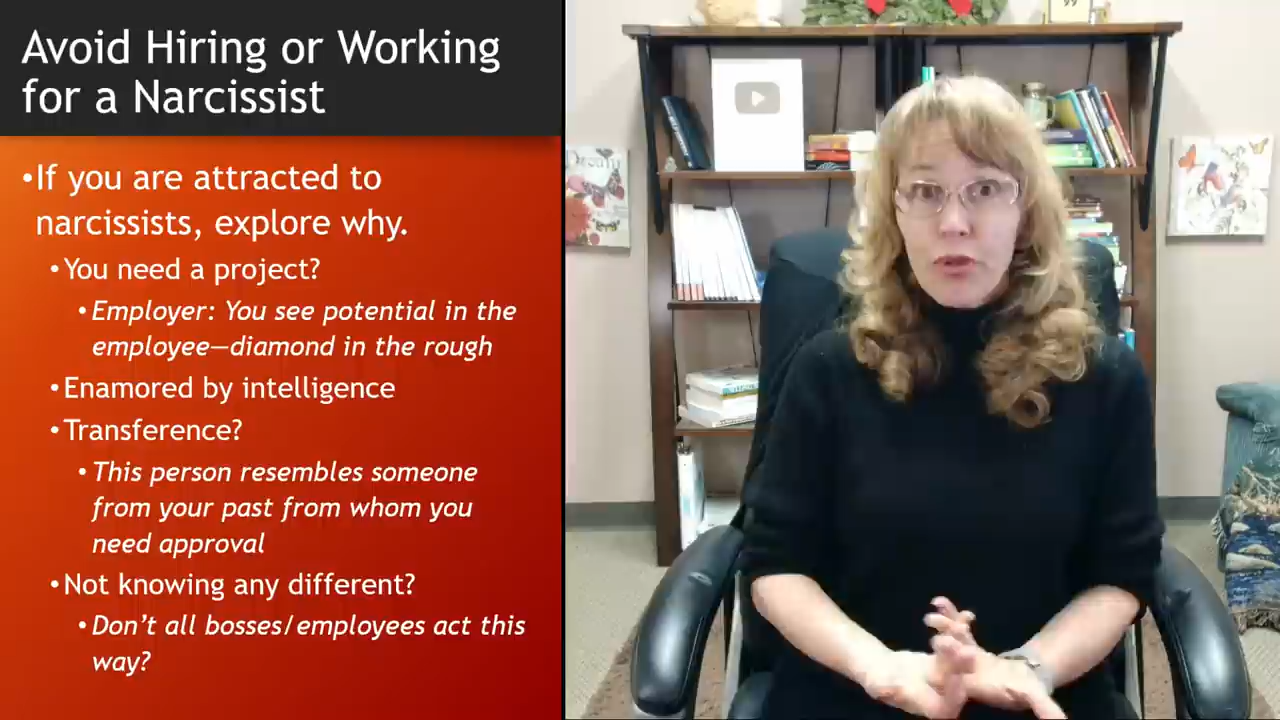 Avoid Hiring or Working
for a Narcissist
•If you are attracted to
narcissists, explore why.
•You need a project?
•Employer: You see potential in the
employee—diamond in the rough
•Enamored by intelligence
•Transference?
•This person resembles someone
from your past from whom you
need approval
•Not knowing any different?
•Don’t all bosses/employees act this
way?